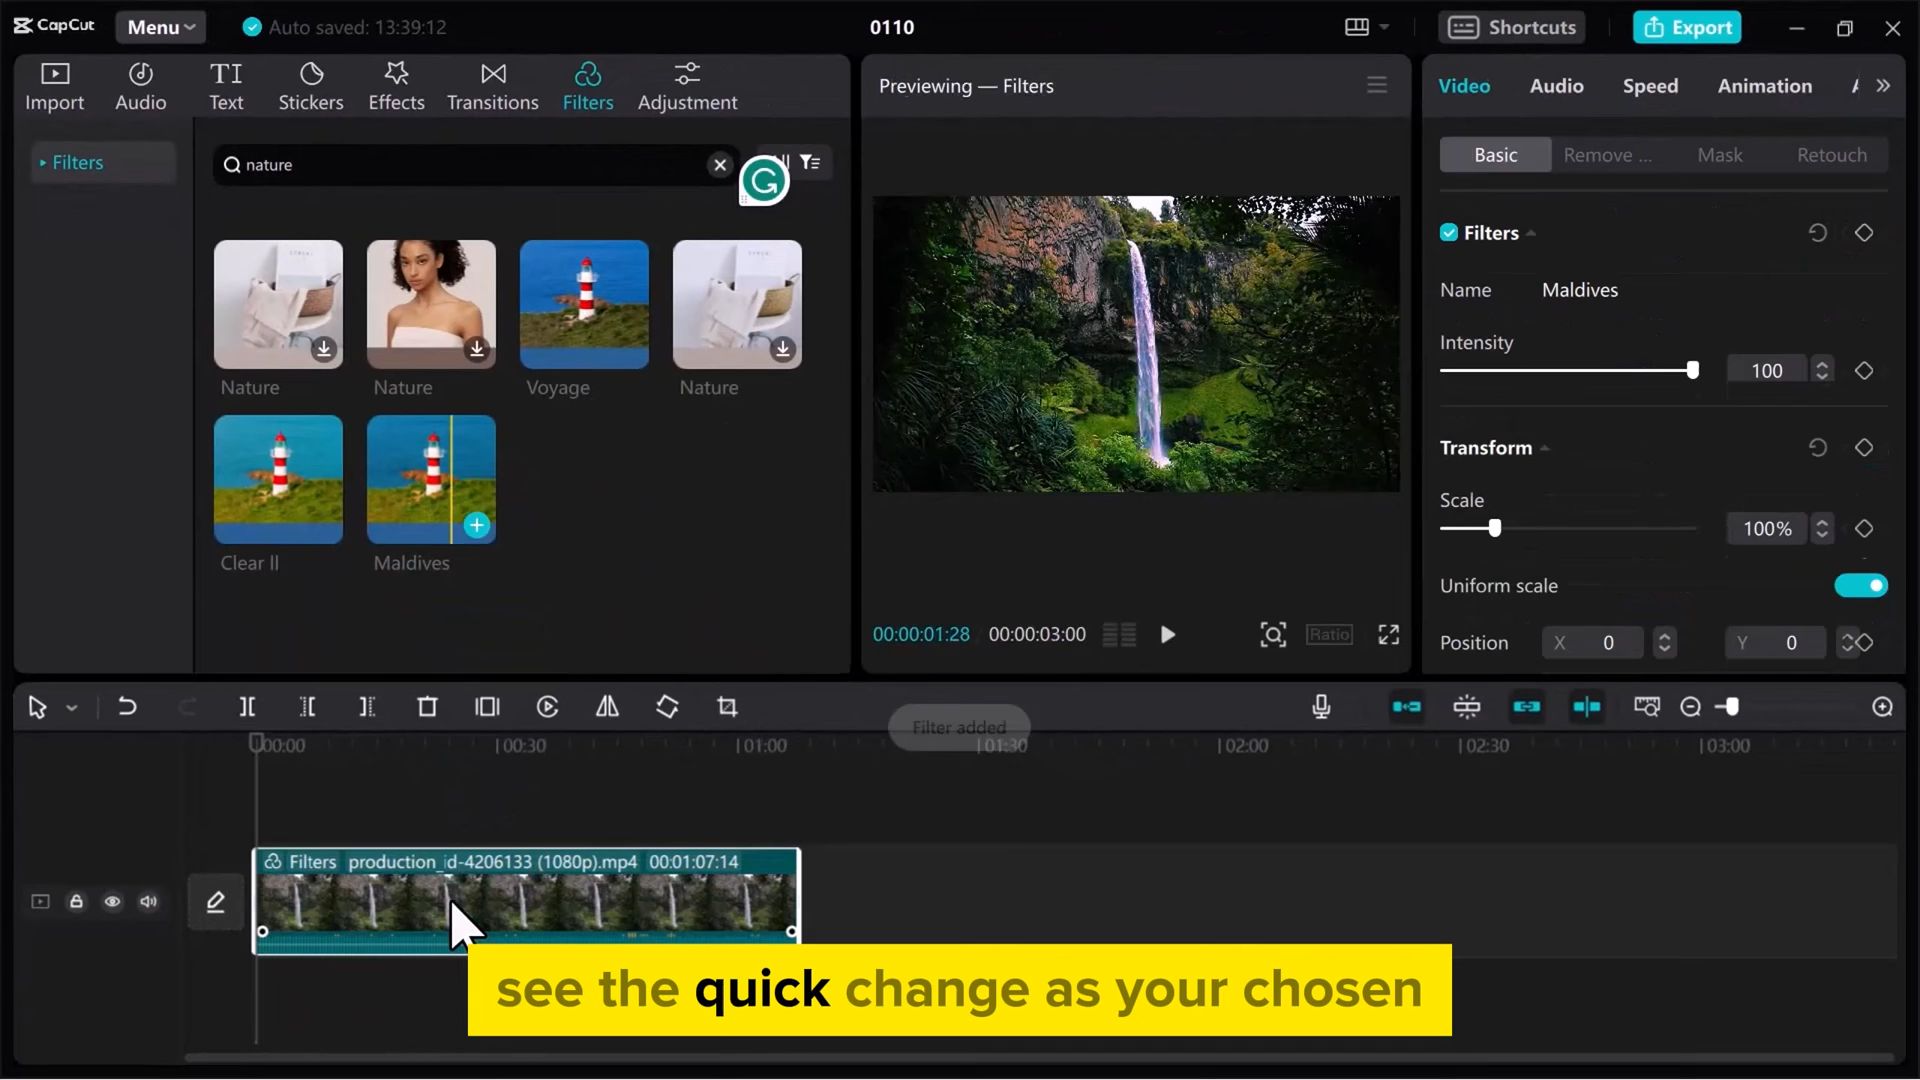 CapCut Menu Auto saved: 13:39:12 0110 Shortcuts Export
Import Audio Text Stickers Effects Transitions Filters Adjustment
Filters
nature
Nature Nature Voyage Nature
Clear II Maldives
Previewing — Filters
00:00:01:28 00:00:03:00 Ratio
Video Audio Speed Animation
Basic Remove ... Mask Retouch
Filters
Name Maldives
Intensity
100
Transform
Scale
100%
Uniform scale
Position X 0 Y 0
Filter added
00:00 00:30 01:00 01:30 02:00 02:30 03:00
Filters production_id-4206133 (1080p).mp4 00:01:07:14
see the quick change as your chosen